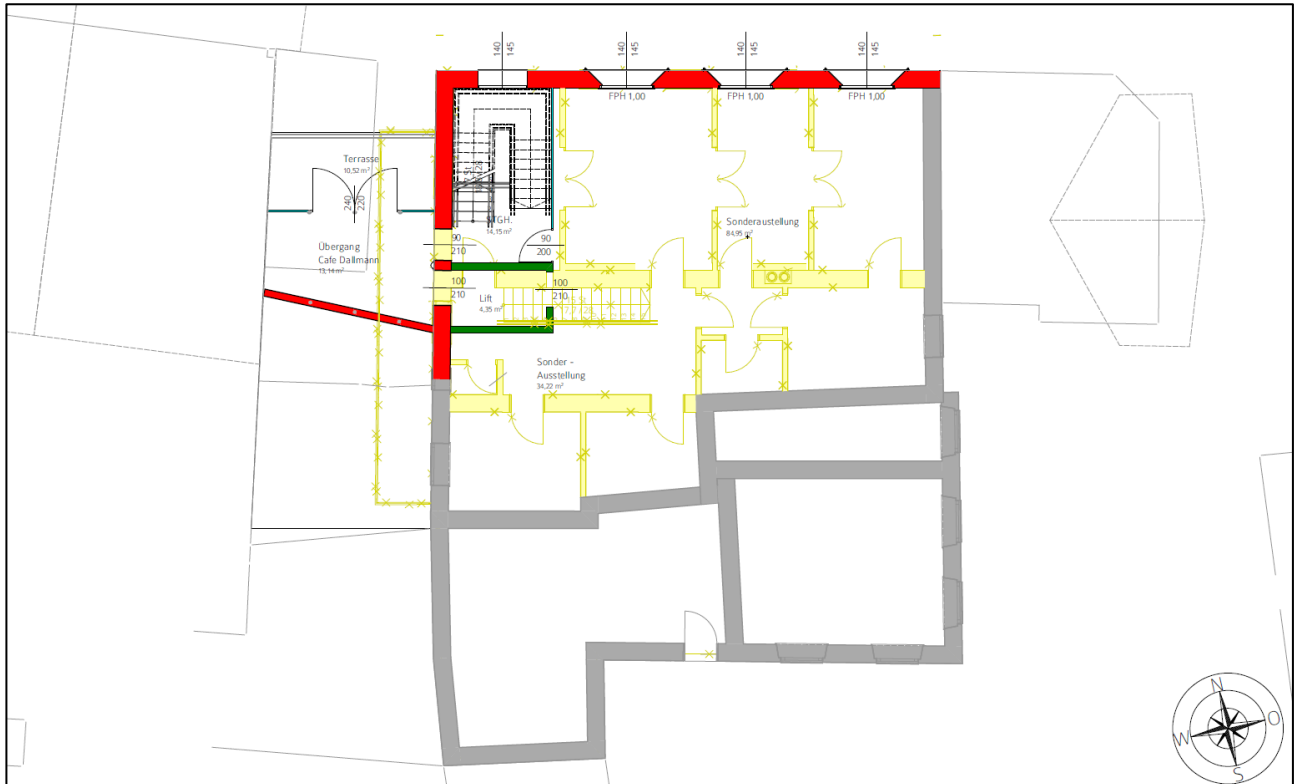 140
145
140
145
140
145
140
145
FPH 1,00
FPH 1,00
FPH 1,00
Terrasse
10,52 m²
240
220
STGH.
14,15 m²
Sonderaustellung
84,95 m²
Übergang
Cafe Dallmann
13,14 m²
90
210
90
200
100
210
Lift
4,35 m²
100
210
Sonder -
Ausstellung
34,22 m²
N
O
W
S